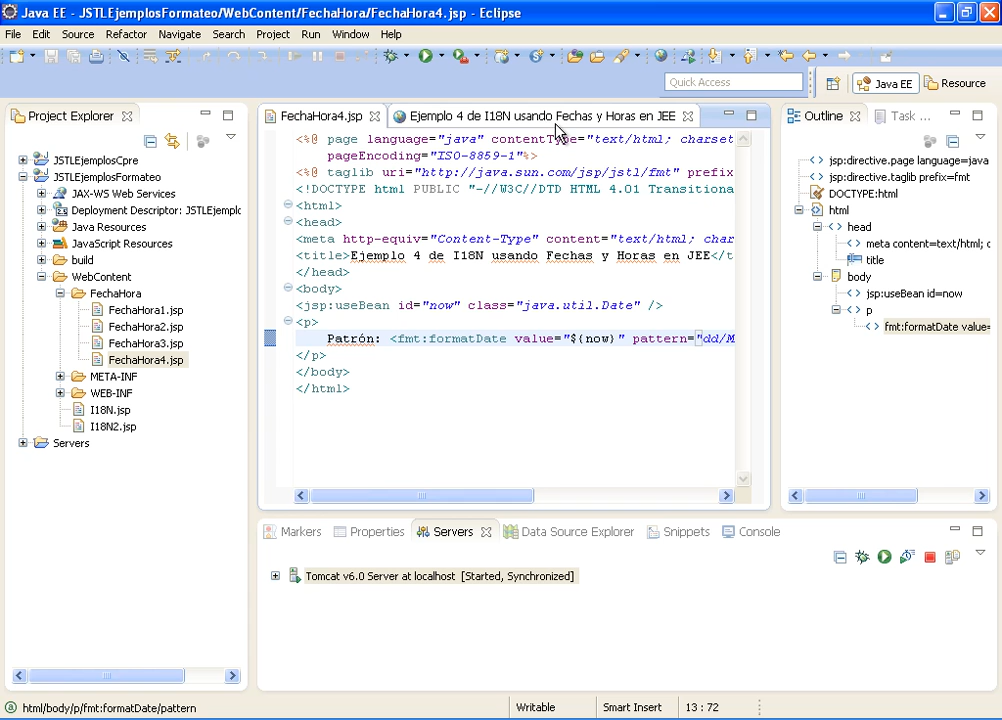 Java EE - JSTLEjemplosFormateo/WebContent/FechaHora/FechaHora4.jsp - Eclipse
File Edit Source Refactor Navigate Search Project Run Window Help
Quick Access
Java EE
Resource
Project Explorer
JSTLEjemplosCpre
JSTLEjemplosFormateo
JAX-WS Web Services
Deployment Descriptor: JSTLEjemplo
Java Resources
JavaScript Resources
build
WebContent
FechaHora
FechaHora1.jsp
FechaHora2.jsp
FechaHora3.jsp
FechaHora4.jsp
META-INF
WEB-INF
I18N.jsp
I18N2.jsp
Servers
FechaHora4.jsp
Ejemplo 4 de I18N usando Fechas y Horas en JEE
<%@ page language="java" contentType="text/html; charset
pageEncoding="ISO-8859-1"%>
<%@ taglib uri="http://java.sun.com/jsp/jstl/fmt" prefix
<!DOCTYPE html PUBLIC "-//W3C//DTD HTML 4.01 Transitiona
<html>
<head>
<meta http-equiv="Content-Type" content="text/html; char
<title>Ejemplo 4 de I18N usando Fechas y Horas en JEE</t
</head>
<body>
<jsp:useBean id="now" class="java.util.Date" />
<p>
Patrón: <fmt:formatDate value="${now}" pattern="dd/M
</p>
</body>
</html>
Outline
Task ...
jsp:directive.page language=java
jsp:directive.taglib prefix=fmt
DOCTYPE:html
html
head
meta content=text/html; c
title
body
jsp:useBean id=now
p
fmt:formatDate value=
Markers
Properties
Servers
Data Source Explorer
Snippets
Console
Tomcat v6.0 Server at localhost [Started, Synchronized]
html/body/p/fmt:formatDate/pattern
Writable
Smart Insert
13 : 72